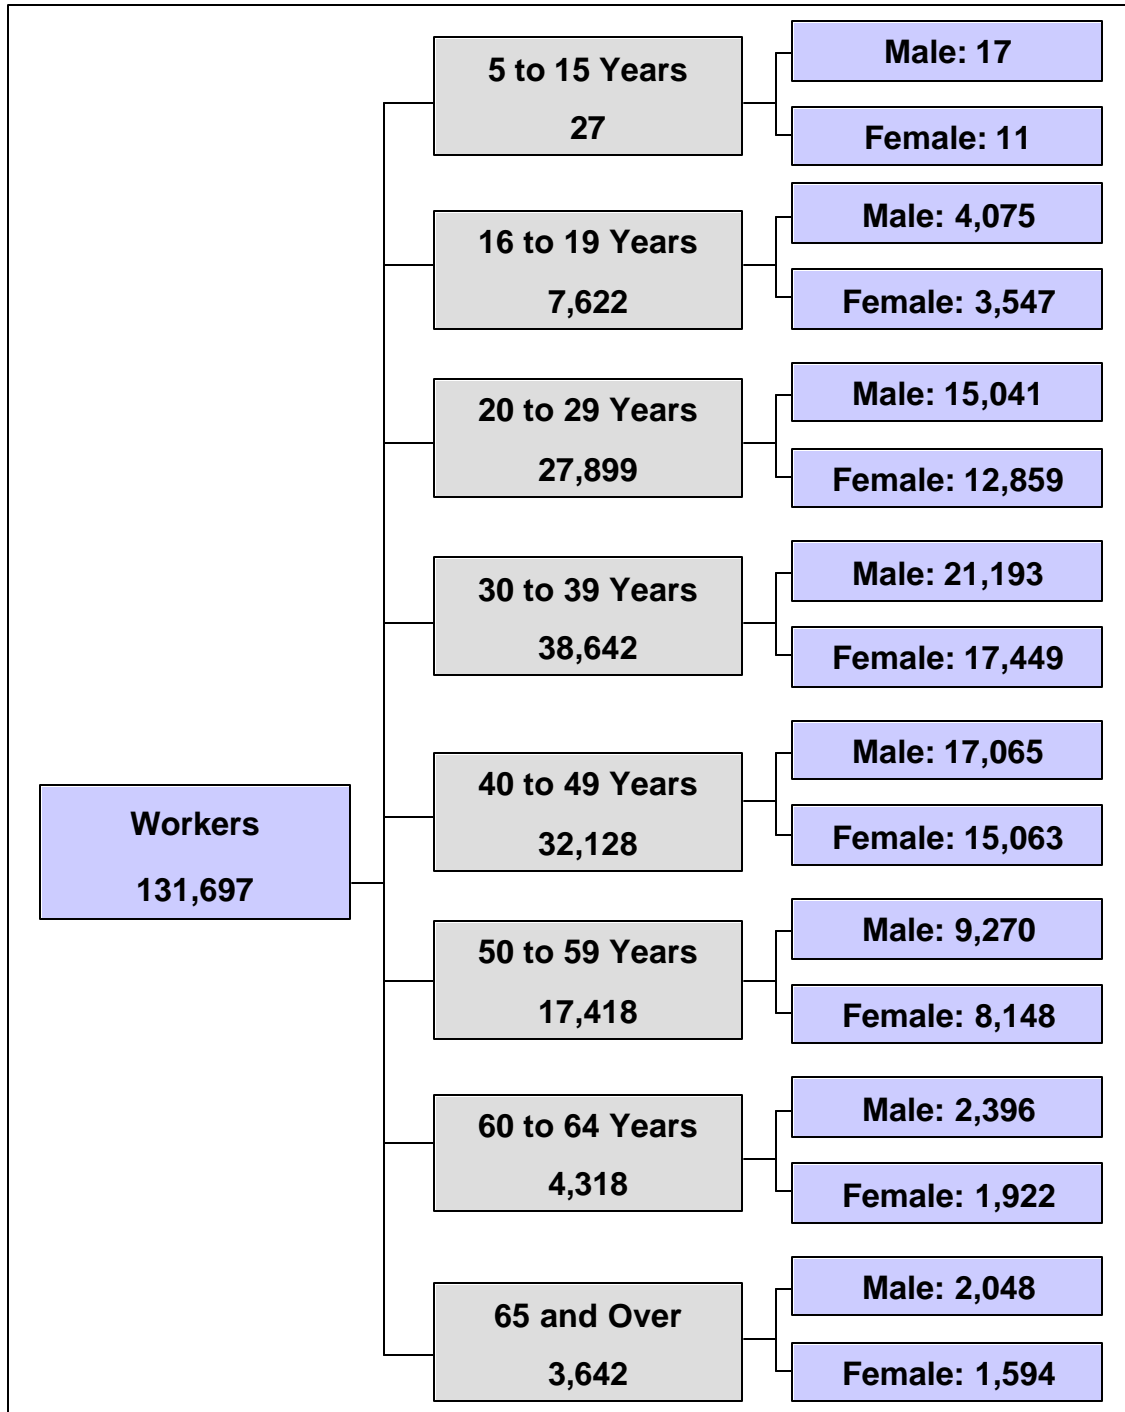 Workers
131,697
5 to 15 Years
27
Male: 17
Female: 11
16 to 19 Years
7,622
Male: 4,075
Female: 3,547
20 to 29 Years
27,899
Male: 15,041
Female: 12,859
30 to 39 Years
38,642
Male: 21,193
Female: 17,449
40 to 49 Years
32,128
Male: 17,065
Female: 15,063
50 to 59 Years
17,418
Male: 9,270
Female: 8,148
60 to 64 Years
4,318
Male: 2,396
Female: 1,922
65 and Over
3,642
Male: 2,048
Female: 1,594